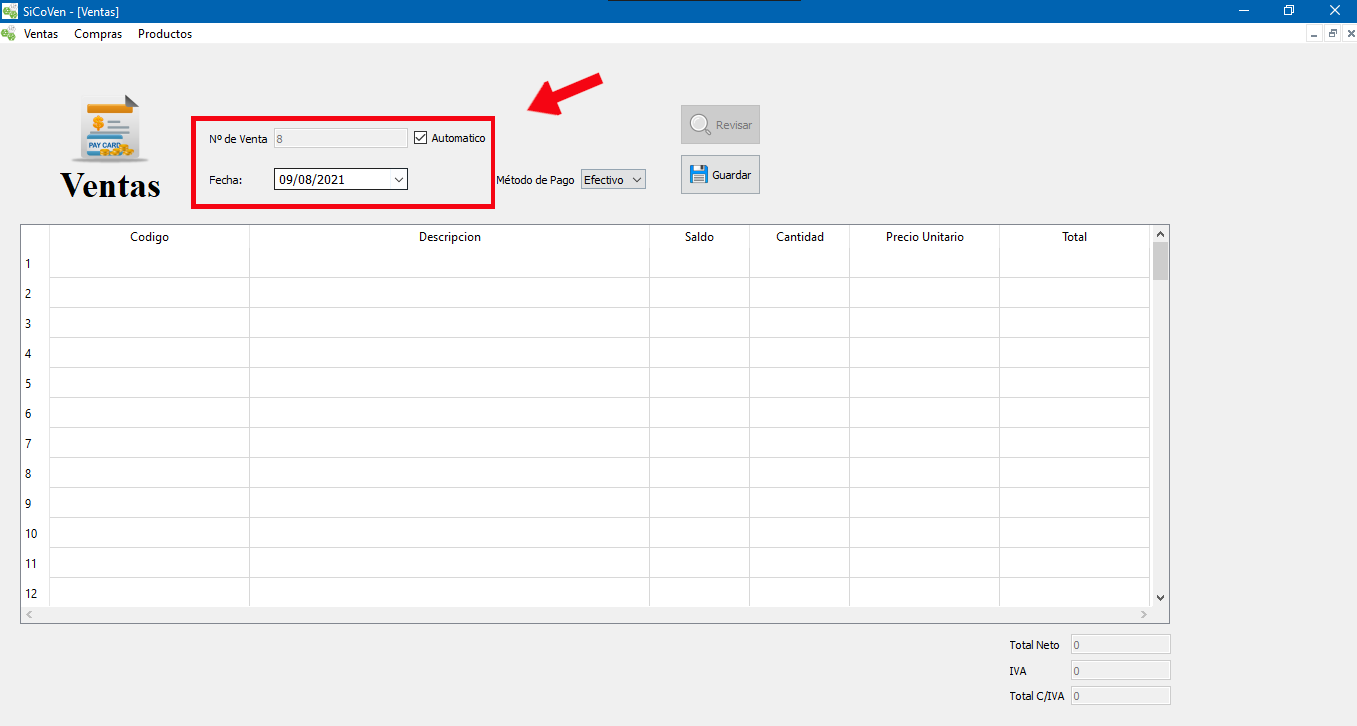 SiCoVen - [Ventas]
Ventas Compras Productos
PAY CARD
Ventas
Nº de Venta 8 Automatico
Fecha: 09/08/2021
Método de Pago Efectivo
Revisar
Guardar
Codigo Descripcion Saldo Cantidad Precio Unitario Total
1
2
3
4
5
6
7
8
9
10
11
12
Total Neto 0
IVA 0
Total C/IVA 0